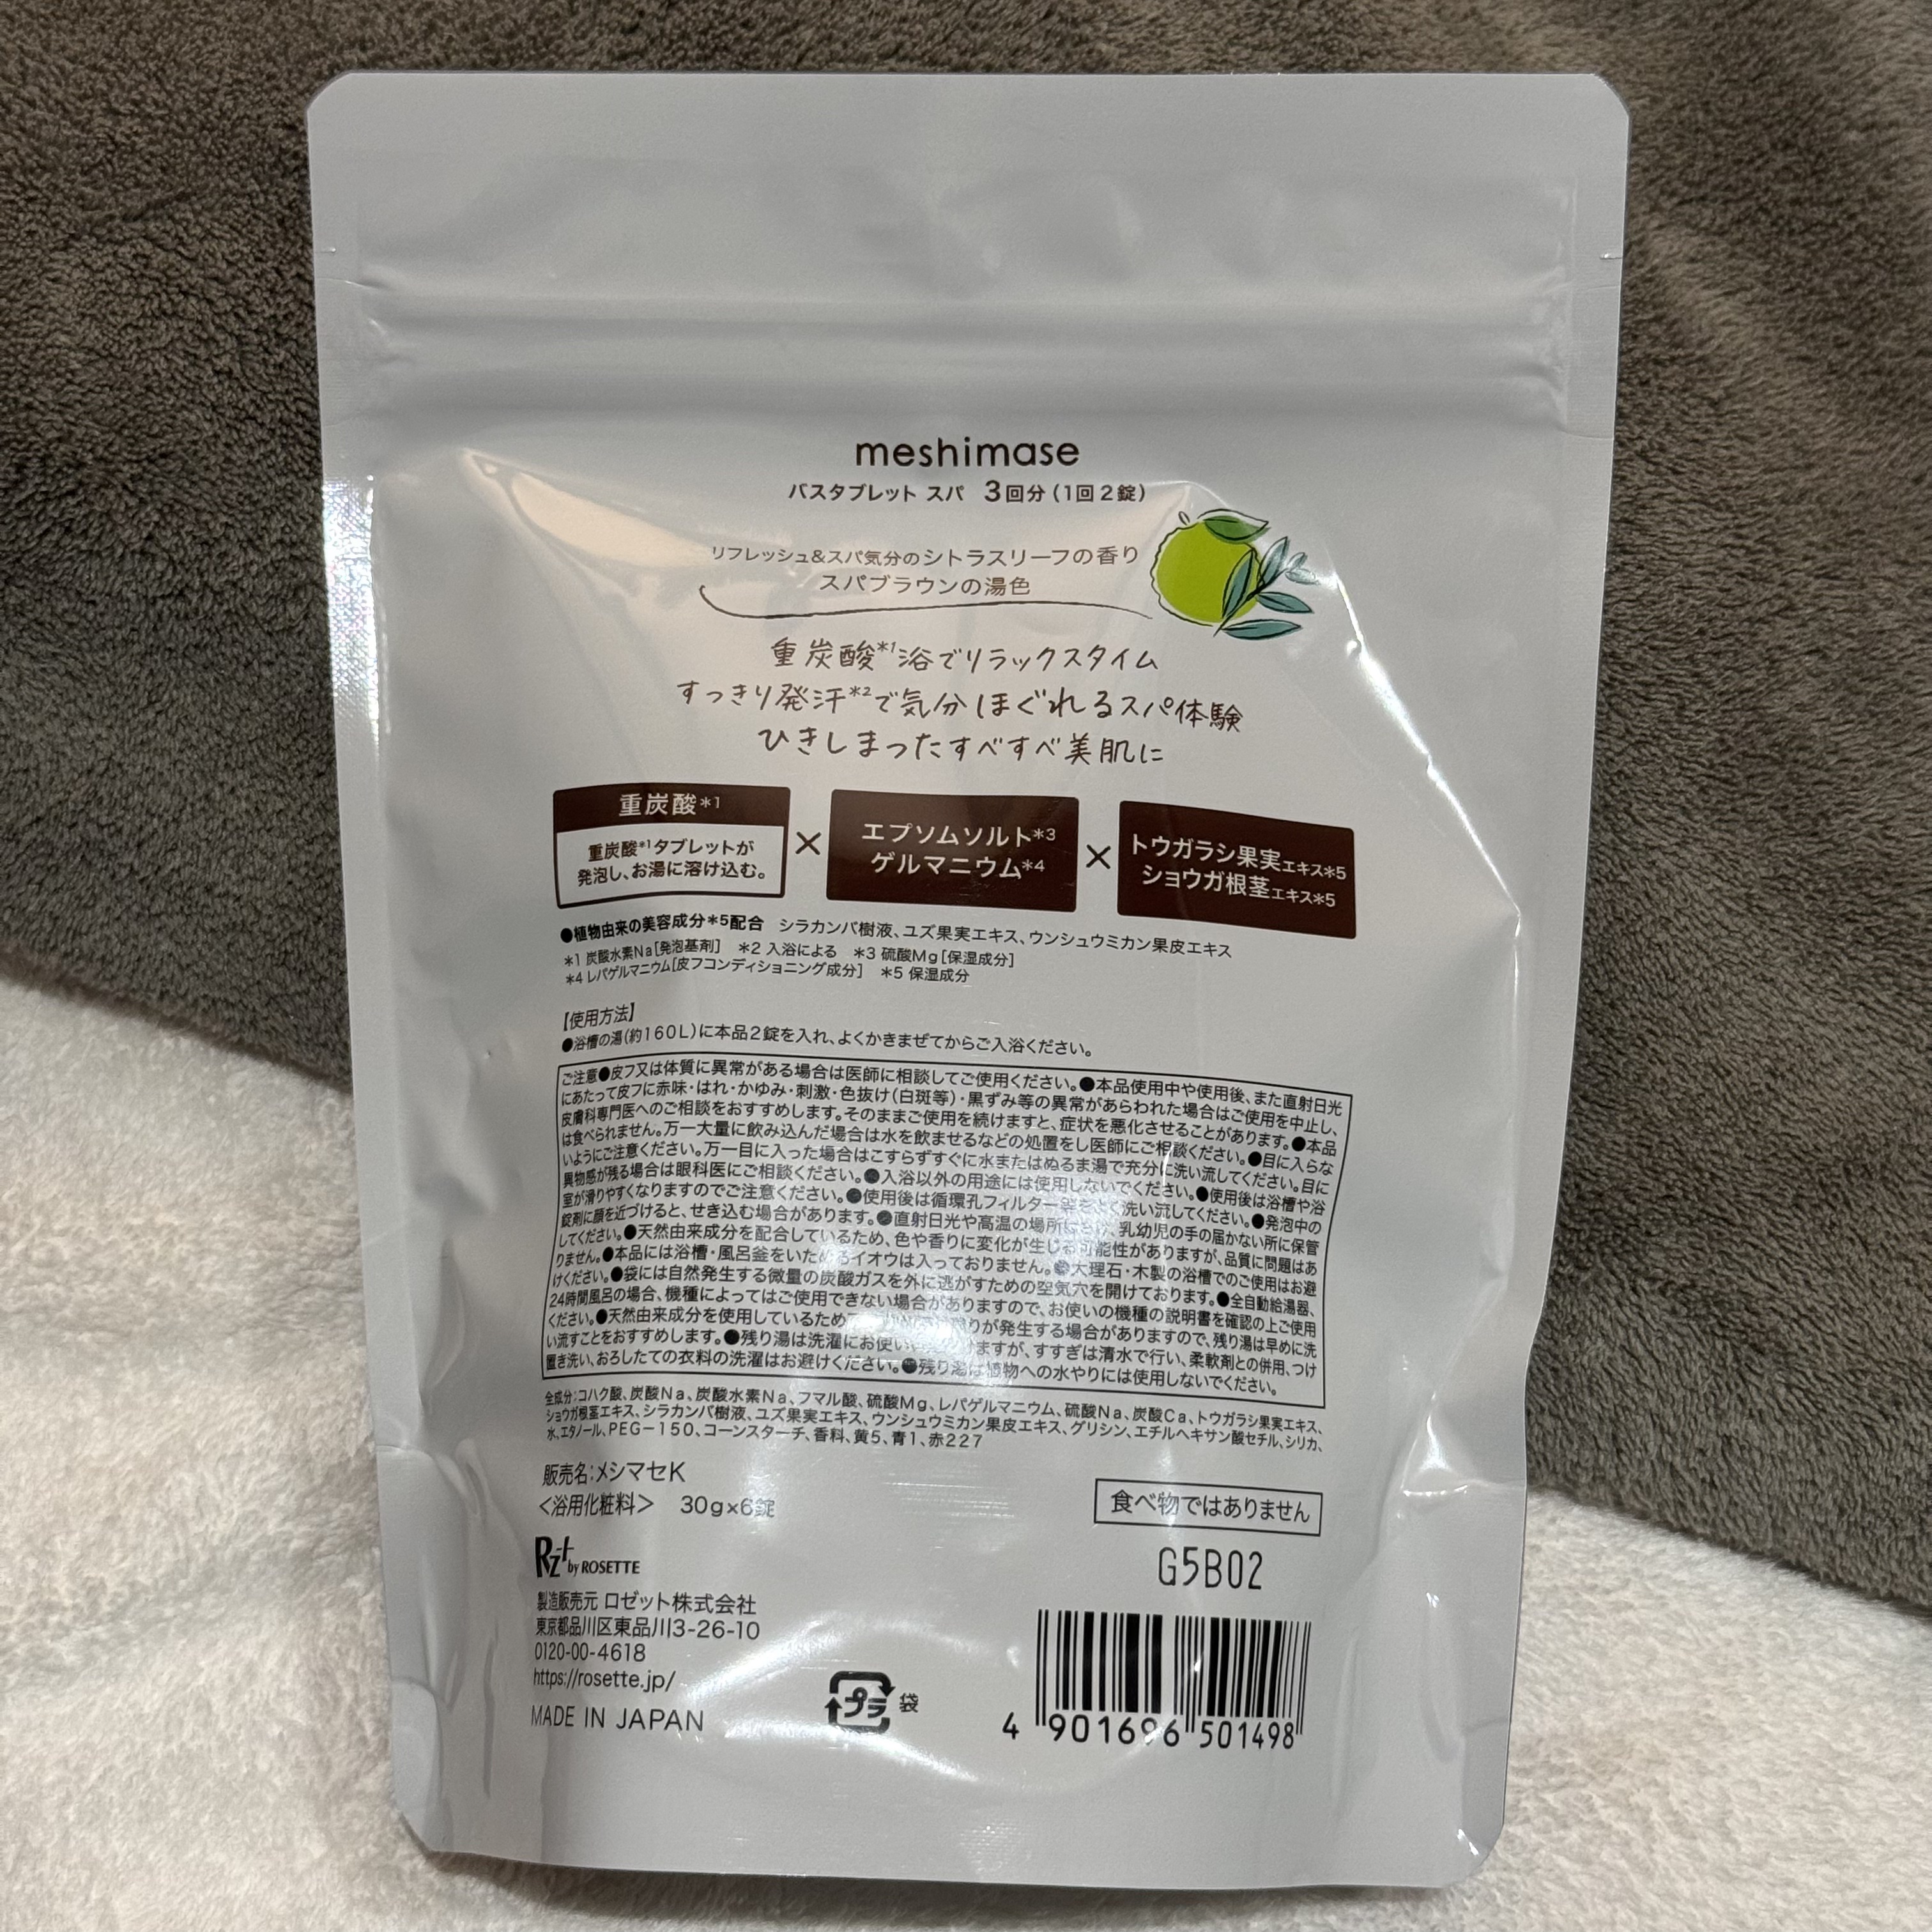 meshimase
バスタブレット スパ 3回分(1回2錠)
リフレッシュ&スパ気分のシトラスリーフの香り
スパブラウンの湯色
重炭酸*1浴でリラックスタイム
すっきり発汗*2で気分ほぐれるスパ体験
ひきしまったすべすべ美肌に
重炭酸*1
重炭酸*1タブレットが
発泡し、お湯に溶け込む。
×
エプソムソルト*3
ゲルマニウム*4
×
トウガラシ果実エキス*5
ショウガ根茎エキス*5
●植物由来の美容成分*5配合 シラカンバ樹液、ユズ果実エキス、ウンシュウミカン果皮エキス
*1 炭酸水素Na[発泡基剤] *2 入浴による *3 硫酸Mg[保湿成分]
*4 レパゲルマニウム[皮フコンディショニング成分] *5 保湿成分
【使用方法】
●浴槽の湯(約160L)に本品2錠を入れ、よくかきまぜてからご入浴ください。
ご注意●皮フ又は体質に異常がある場合は医師に相談してご使用ください。●本品使用中や使用後、また直射日光
にあたって皮フに赤味・はれ・かゆみ・刺激・色抜け(白斑等)・黒ずみ等の異常があらわれた場合はご使用を中止し、
皮膚科専門医へのご相談をおすすめします。そのままご使用を続けますと、症状を悪化させることがあります。●本品
は食べられません。万一大量に飲み込んだ場合は水を飲ませるなどの処置をし医師にご相談ください。●目に入らな
いようにご注意ください。万一目に入った場合はこすらずすぐに水またはぬるま湯で充分に洗い流してください。目に
異物感が残る場合は眼科医にご相談ください。●入浴以外の用途には使用しないでください。●使用後は浴槽や浴
室が滑りやすくなりますのでご注意ください。●使用後は循環孔フィルター 洗い流してください。●発泡中の
錠剤に顔を近づけると、せき込む場合があります。●直射日光や高温の場所 乳幼児の手の届かない所に保管
してください。●天然由来成分を配合しているため、色や香りに変化が生じる可能性がありますが、品質に問題はあ
りません。●本品には浴槽・風呂釜をいためるイオウは入っておりません。●大理石・木製の浴槽でのご使用はお避
けください。●袋には自然発生する微量の炭酸ガスを外に逃がすための空気穴を開けております。●全自動給湯器、
24時間風呂の場合、機種によってはご使用できない場合がありますので、お使いの機種の説明書を確認の上ご使用
ください。●天然由来成分を使用しているため りが発生する場合がありますので、残り湯は早めに洗
い流すことをおすすめします。●残り湯は洗濯にお使い けますが、すすぎは清水で行い、柔軟剤との併用、つけ
置き洗い、おろしたての衣料の洗濯はお避けください。●残り湯は植物への水やりには使用しないでください。
全成分:コハク酸、炭酸Na、炭酸水素Na、フマル酸、硫酸Mg、レパゲルマニウム、硫酸Na、炭酸Ca、トウガラシ果実エキス、
ショウガ根茎エキス、シラカンバ樹液、ユズ果実エキス、ウンシュウミカン果皮エキス、グリシン、エチルヘキサン酸セチル、シリカ、
水、エタノール、PEG-150、コーンスターチ、香料、黄5、青1、赤227
販売名:メシマセK
<浴用化粧料> 30g×6錠
食べ物ではありません
Rz+ by ROSETTE
G5B02
製造販売元 ロゼット株式会社
東京都品川区東品川3-26-10
0120-00-4618
https://rosette.jp/
MADE IN JAPAN
プラ 袋
4 901696 501498